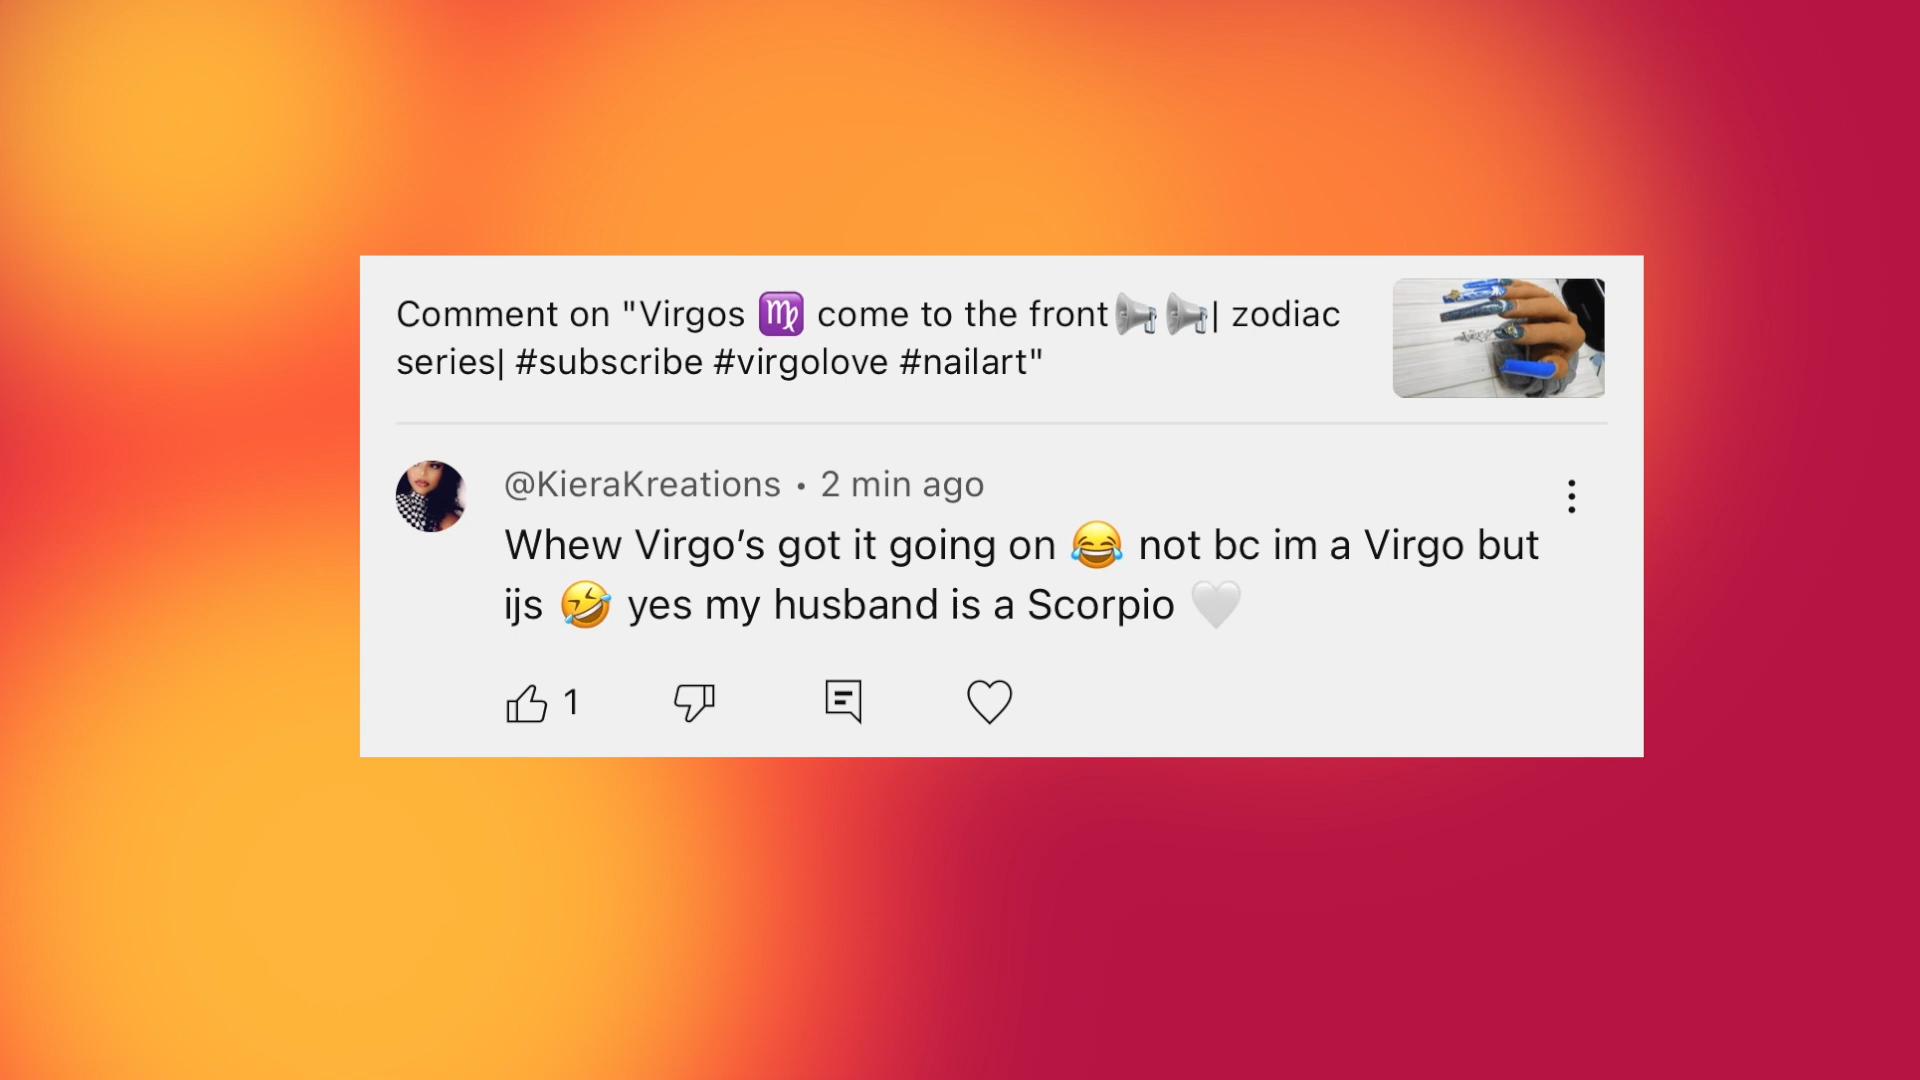 Comment on "Virgos ♍ come to the front📢📢| zodiac
series| #subscribe #virgolove #nailart"
@KieraKreations • 2 min ago
Whew Virgo’s got it going on 😂 not bc im a Virgo but
ijs 🤣 yes my husband is a Scorpio 🤍
1